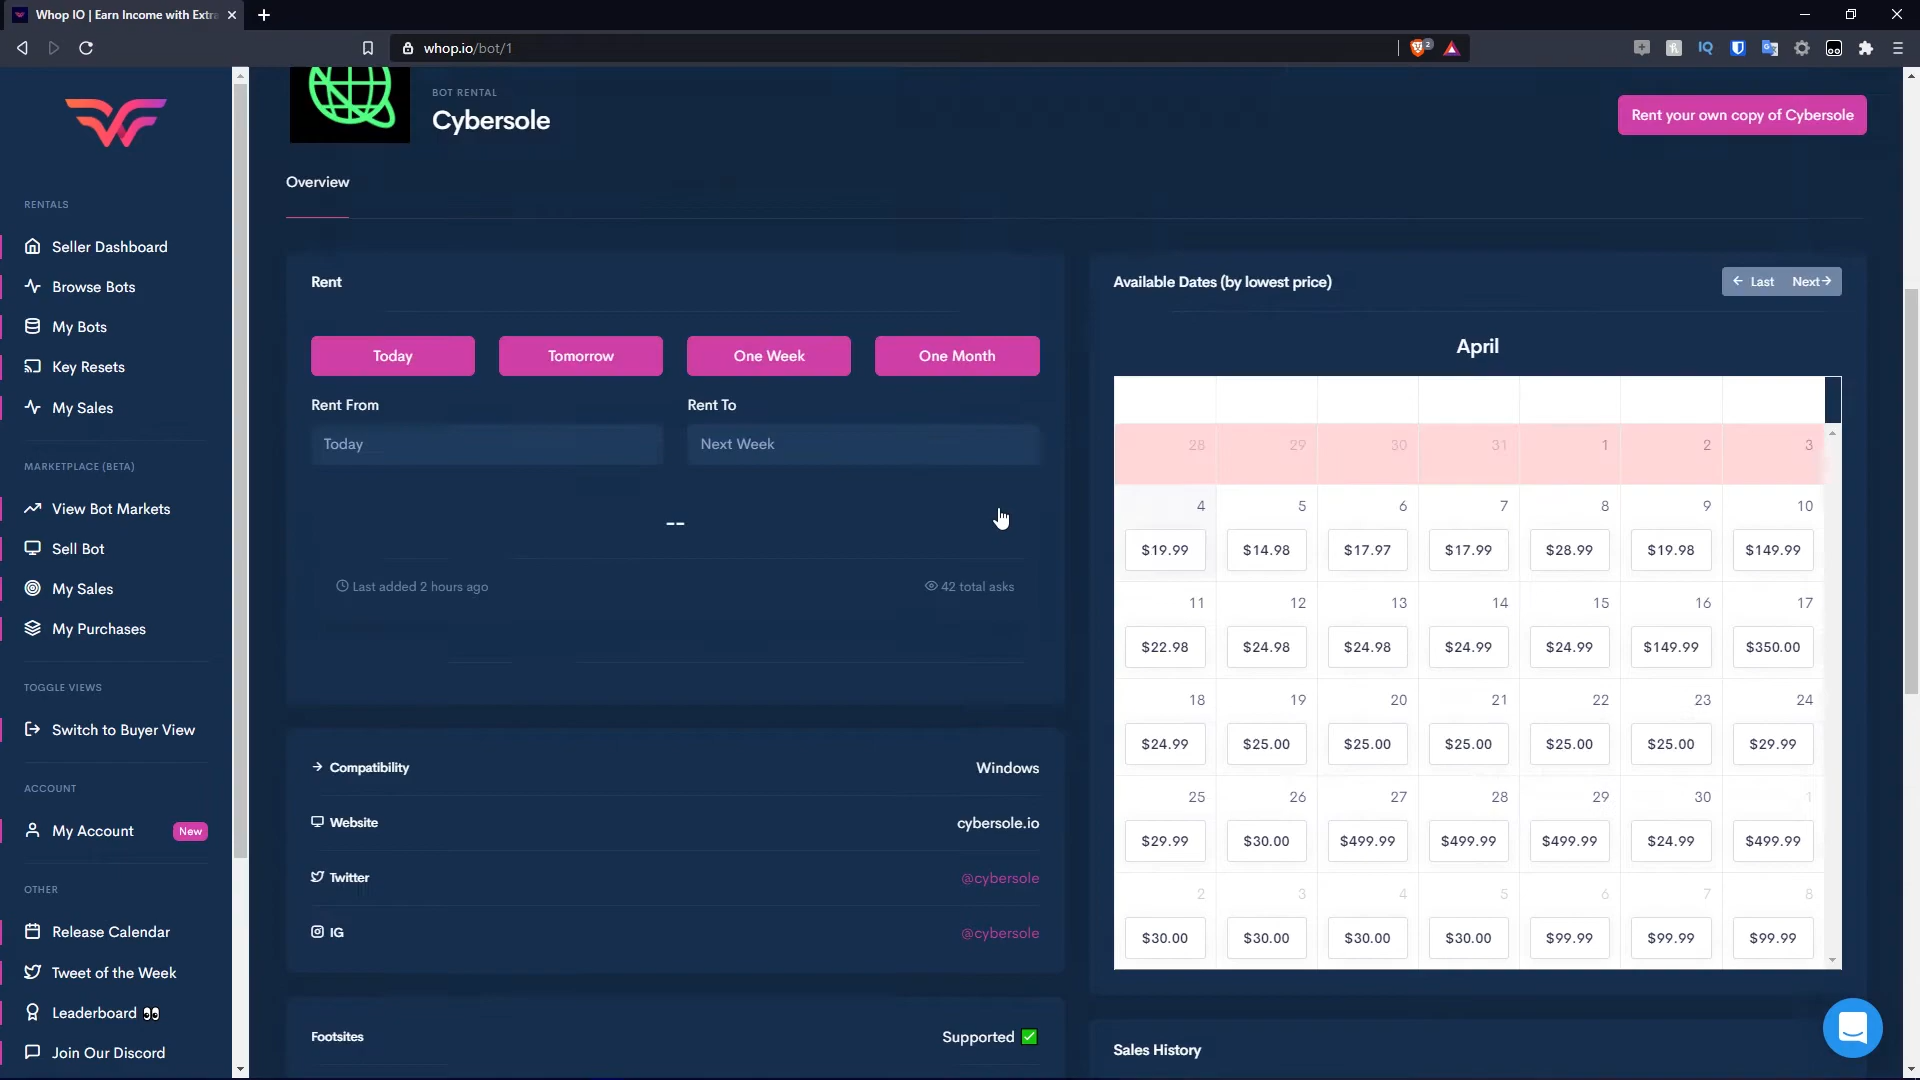 Whop IO | Earn Income with Extra
whop.io/bot/1
2
IQ
RENTALS
Seller Dashboard
Browse Bots
My Bots
Key Resets
My Sales
MARKETPLACE (BETA)
View Bot Markets
Sell Bot
My Sales
My Purchases
TOGGLE VIEWS
Switch to Buyer View
ACCOUNT
My Account New
OTHER
Release Calendar
Tweet of the Week
Leaderboard 👀
Join Our Discord
BOT RENTAL
Cybersole
Rent your own copy of Cybersole
Overview
Rent
Today Tomorrow One Week One Month
Rent From Rent To
Today Next Week
--
Last added 2 hours ago 42 total asks
Compatibility Windows
Website cybersole.io
Twitter @cybersole
IG @cybersole
Footsites Supported ✅
Available Dates (by lowest price)
← Last Next →
April
28 29 30 31 1 2 3
4 5 6 7 8 9 10
$19.99 $14.98 $17.97 $17.99 $28.99 $19.98 $149.99
11 12 13 14 15 16 17
$22.98 $24.98 $24.98 $24.99 $24.99 $149.99 $350.00
18 19 20 21 22 23 24
$24.99 $25.00 $25.00 $25.00 $25.00 $25.00 $29.99
25 26 27 28 29 30 1
$29.99 $30.00 $499.99 $499.99 $499.99 $24.99 $499.99
2 3 4 5 6 7 8
$30.00 $30.00 $30.00 $30.00 $99.99 $99.99 $99.99
Sales History